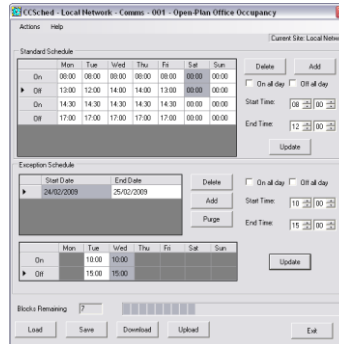 CCSched - Local Network - Comms - 001 - Open-Plan Office Occupancy
Actions Help
Current Site: Local Netw
Standard Schedule
Mon Tue Wed Thu Fri Sat Sun
On 08:00 08:00 08:00 08:00 08:00 00:00 00:00
Off 13:00 12:00 14:00 14:00 13:00 00:00 00:00
On 14:30 14:30 14:30 14:30 14:30 00:00 00:00
Off 17:00 17:00 17:00 17:00 17:00 00:00 00:00
Delete Add
On all day Off all day
Start Time: 08 00
End Time: 12 00
Update
Exception Schedule
Start Date End Date
24/02/2009 25/02/2009
Delete
Add
Purge
On all day Off all day
Start Time: 10 00
End Time: 15 00
Mon Tue Wed Thu Fri Sat Sun
On 10:00 10:00
Off 15:00 15:00
Update
Blocks Remaining 7
Load Save Download Upload Exit